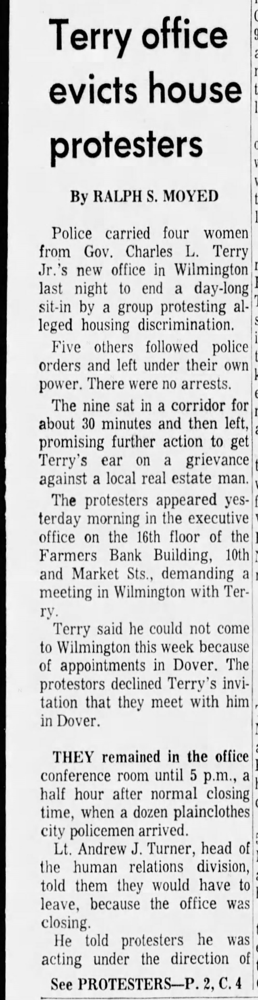 Terry office
evicts house
protesters
By RALPH S. MOYED
Police carried four women
from Gov. Charles L. Terry
Jr.'s new office in Wilmington
last night to end a day-long
sit-in by a group protesting al-
leged housing discrimination.
Five others followed police
orders and left under their own
power. There were no arrests.
The nine sat in a corridor for
about 30 minutes and then left,
promising further action to get
Terry's ear on a grievance
against a local real estate man.
The protesters appeared yes-
terday morning in the executive
office on the 16th floor of the
Farmers Bank Building, 10th
and Market Sts., demanding a
meeting in Wilmington with Ter-
ry.
Terry said he could not come
to Wilmington this week because
of appointments in Dover. The
protestors declined Terry's invi-
tation that they meet with him
in Dover.
THEY remained in the office
conference room until 5 p.m., a
half hour after normal closing
time, when a dozen plainclothes
city policemen arrived.
Lt. Andrew J. Turner, head of
the human relations division,
told them they would have to
leave, because the office was
closing.
He told protesters he was
acting under the direction of
See PROTESTERS—P. 2, C. 4